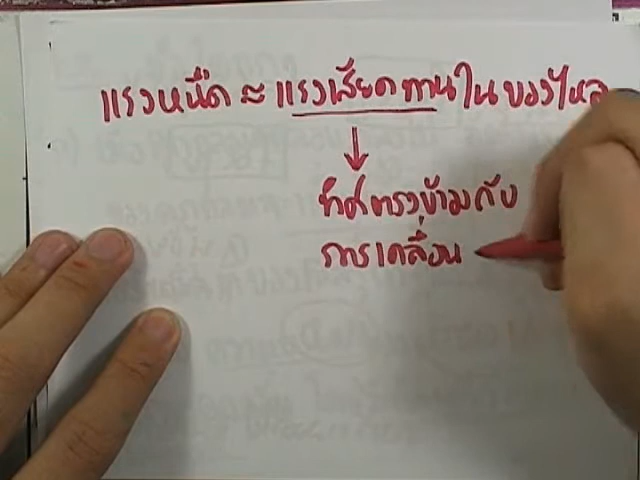 แรงหนืด ≈ แรงเสียดทานในของไหล
↓
ทิศตรงข้ามกับ
การเคลื่อน